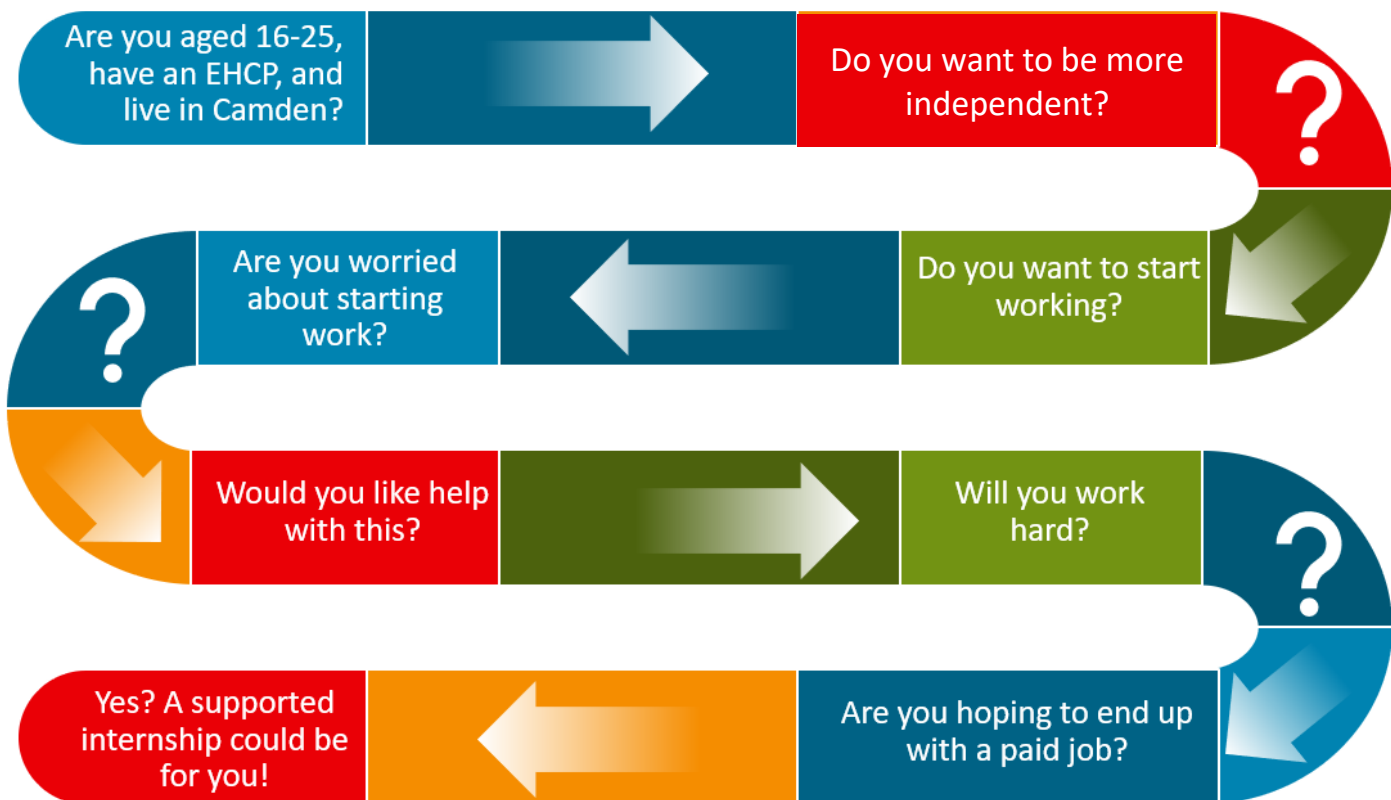 Are you aged 16-25,
have an EHCP, and
live in Camden?
Do you want to be more
independent?
?
Do you want to start
working?
Are you worried
about starting
work?
?
Would you like help
with this?
Will you work
hard?
?
Are you hoping to end up
with a paid job?
Yes? A supported
internship could be
for you!